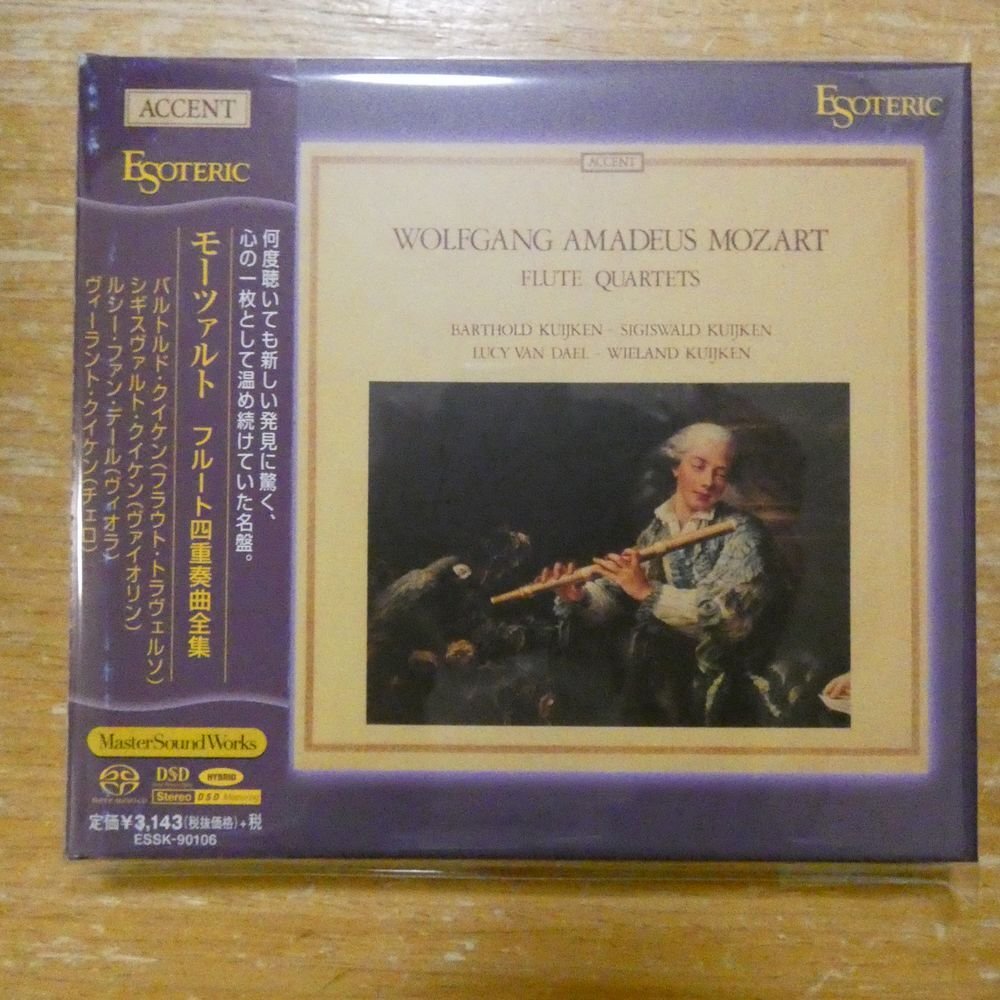 ACCENT
ESOTERIC
何度聴いても新しい発見に驚く、
心の一枚として温め続けていた名盤。
モーツァルト フルート四重奏曲全集
バルトルド・クイケン(フラウト・トラヴェルソ)
シギスヴァルト・クイケン(ヴァイオリン)
ルシー・ファン・デール(ヴィオラ)
ヴィーラント・クイケン(チェロ)
MasterSoundWorks
DSD
HYBRID
Stereo DSD
定価¥3,143(税抜価格)+税
ESSK-90106
ESOTERIC
ACCENT
WOLFGANG AMADEUS MOZART
FLUTE QUARTETS
BARTHOLD KUIJKEN - SIGISWALD KUIJKEN
LUCY VAN DAEL - WIELAND KUIJKEN